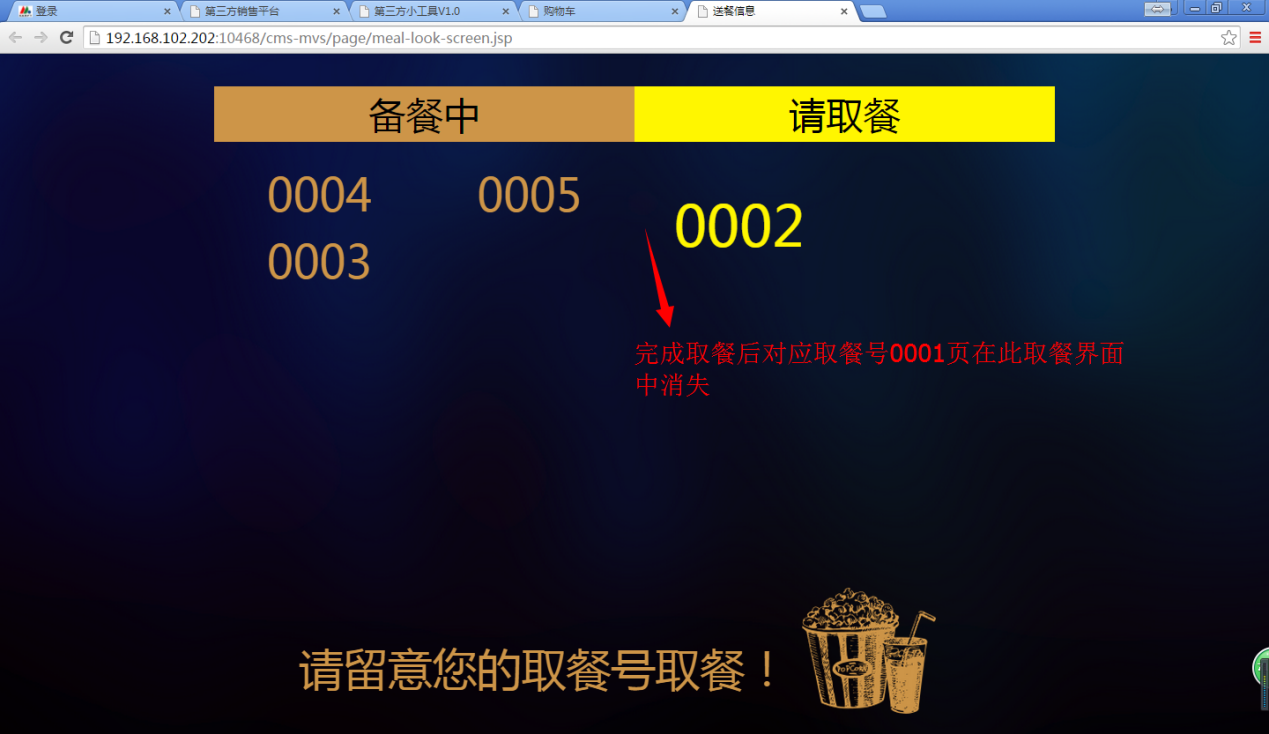 登录
第三方销售平台
第三方小工具V1.0
购物车
送餐信息
192.168.102.202:10468/cms-mvs/page/meal-look-screen.jsp
备餐中
请取餐
0004
0005
0002
0003
完成取餐后对应取餐号0001页在此取餐界面
中消失
请留意您的取餐号取餐！
POPCORN